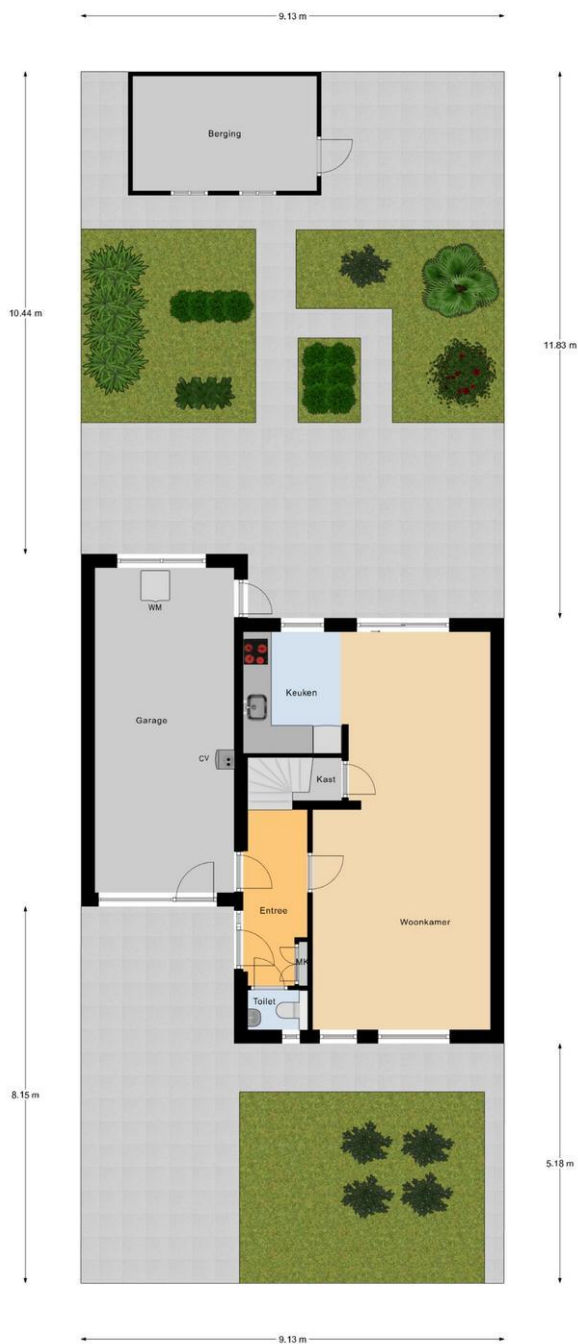 9.13 m
Berging
10.44 m
11.83 m
WM
Keuken
Garage
CV
Kast
Entree
Woonkamer
MK
Toilet
8.15 m
5.18 m
9.13 m